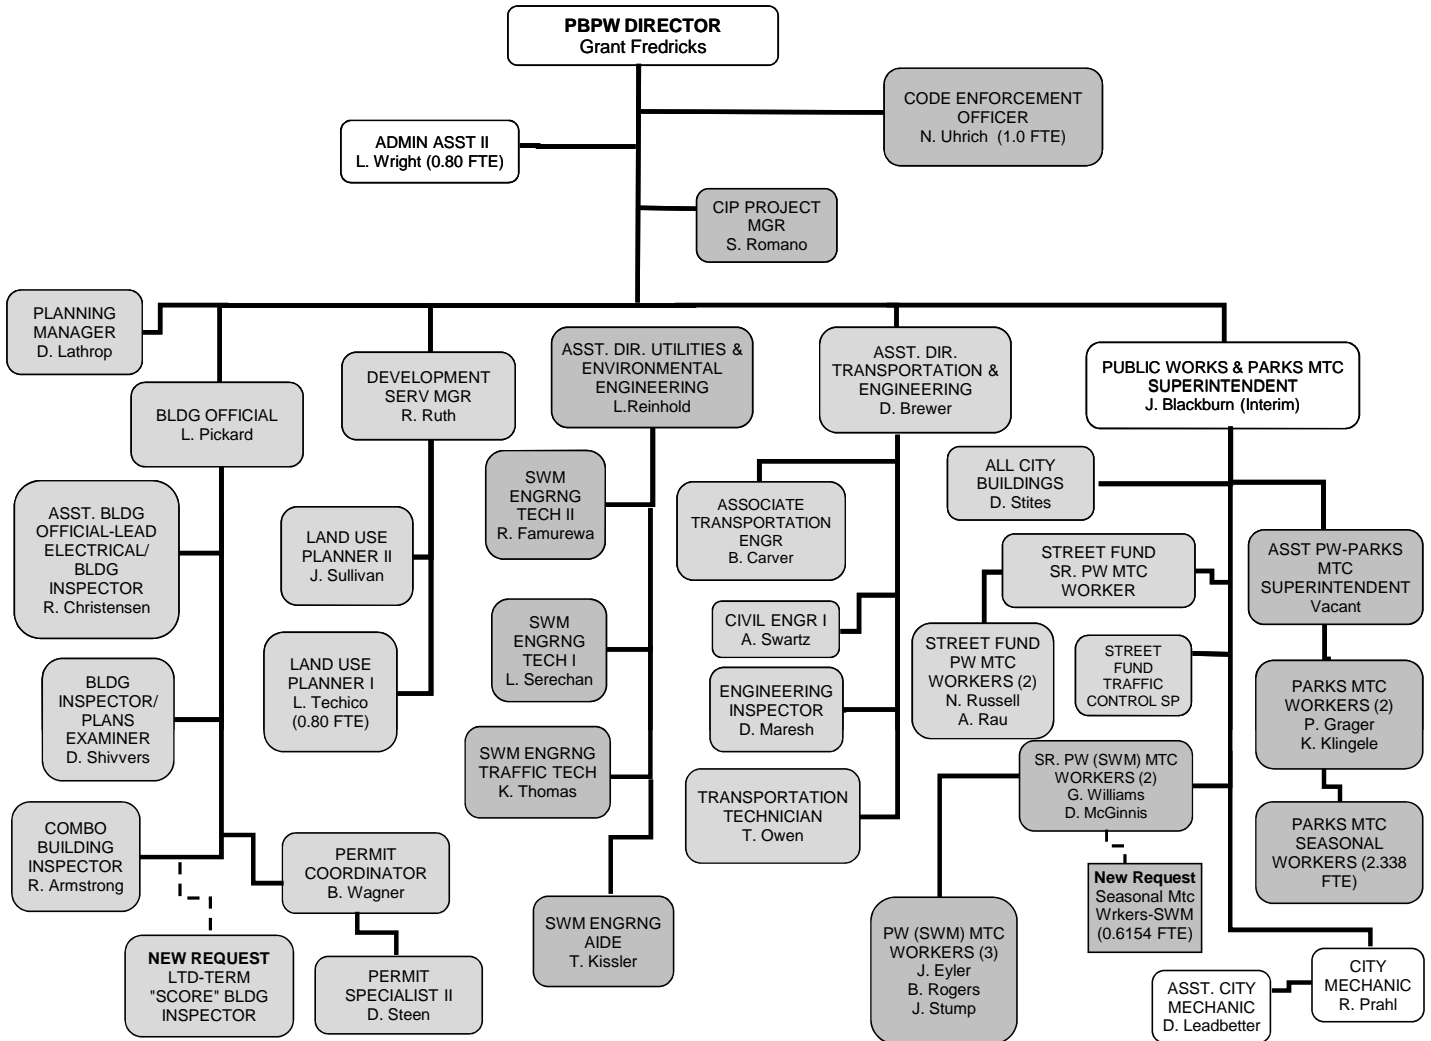 PBPW DIRECTOR
Grant Fredricks
CODE ENFORCEMENT
OFFICER
N. Uhrich (1.0 FTE)
ADMIN ASST II
L. Wright (0.80 FTE)
CIP PROJECT
MGR
S. Romano
PLANNING
MANAGER
D. Lathrop
BLDG OFFICIAL
L. Pickard
DEVELOPMENT
SERV MGR
R. Ruth
ASST. DIR. UTILITIES &
ENVIRONMENTAL
ENGINEERING
L.Reinhold
ASST. DIR.
TRANSPORTATION &
ENGINEERING
D. Brewer
PUBLIC WORKS & PARKS MTC
SUPERINTENDENT
J. Blackburn (Interim)
ASST. BLDG
OFFICIAL-LEAD
ELECTRICAL/
BLDG
INSPECTOR
R. Christensen
BLDG
INSPECTOR/
PLANS
EXAMINER
D. Shivvers
COMBO
BUILDING
INSPECTOR
R. Armstrong
NEW REQUEST
LTD-TERM
"SCORE" BLDG
INSPECTOR
PERMIT
COORDINATOR
B. Wagner
PERMIT
SPECIALIST II
D. Steen
LAND USE
PLANNER II
J. Sullivan
LAND USE
PLANNER I
L. Techico
(0.80 FTE)
SWM
ENGRNG
TECH II
R. Famurewa
SWM
ENGRNG
TECH I
L. Serechan
SWM ENGRNG
TRAFFIC TECH
K. Thomas
SWM ENGRNG
AIDE
T. Kissler
ASSOCIATE
TRANSPORTATION
ENGR
B. Carver
CIVIL ENGR I
A. Swartz
ENGINEERING
INSPECTOR
D. Maresh
TRANSPORTATION
TECHNICIAN
T. Owen
ALL CITY
BUILDINGS
D. Stites
STREET FUND
SR. PW MTC
WORKER
STREET FUND
PW MTC
WORKERS (2)
N. Russell
A. Rau
STREET
FUND
TRAFFIC
CONTROL SP
SR. PW (SWM) MTC
WORKERS (2)
G. Williams
D. McGinnis
New Request
Seasonal Mtc
Wrkers-SWM
(0.6154 FTE)
PW (SWM) MTC
WORKERS (3)
J. Eyler
B. Rogers
J. Stump
ASST PW-PARKS
MTC
SUPERINTENDENT
Vacant
PARKS MTC
WORKERS (2)
P. Grager
K. Klingele
PARKS MTC
SEASONAL
WORKERS (2.338
FTE)
CITY
MECHANIC
R. Prahl
ASST. CITY
MECHANIC
D. Leadbetter